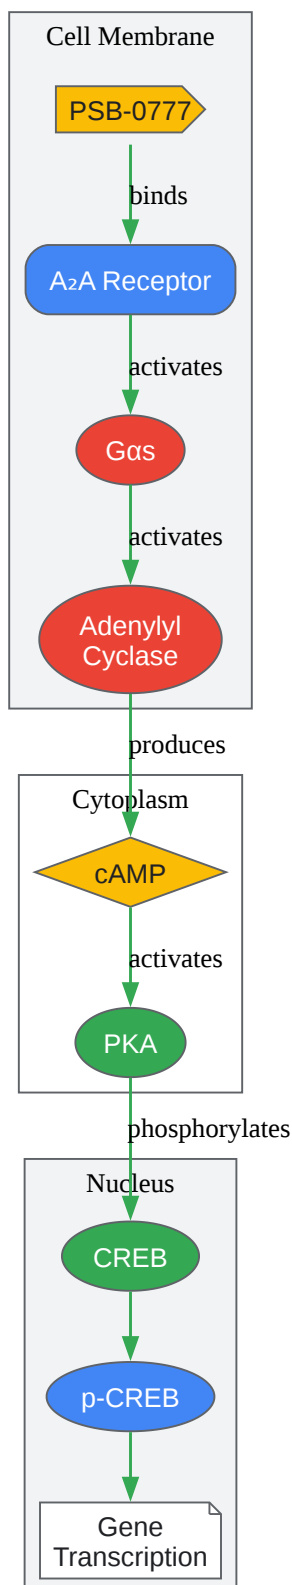 Cell Membrane
PSB-0777
binds
A₂A Receptor
activates
Gαs
activates
Adenylyl
Cyclase
produces
Cytoplasm
cAMP
activates
PKA
phosphorylates
Nucleus
CREB
p-CREB
Gene
Transcription